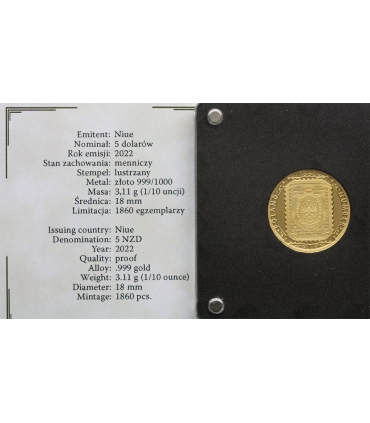 Emitent: Niue
Nominał: 5 dolarów
Rok emisji: 2022
Stan zachowania: menniczy
Stempel: lustrzany
Metal: złoto 999/1000
Masa: 3,11 g (1/10 uncji)
Średnica: 18 mm
Limitacja: 1860 egzemplarzy
Issuing country: Niue
Denomination: 5 NZD
Year: 2022
Quality: proof
Alloy: .999 gold
Weight: 3.11 g (1/10 ounce)
Diameter: 18 mm
Mintage: 1860 pcs.